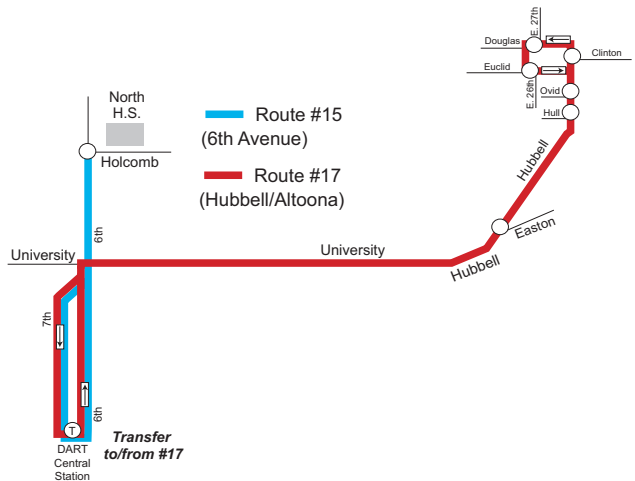 E. 27th
Douglas
Clinton
Euclid
E. 26th
Ovid
Hull
North
H.S.
Route #15
(6th Avenue)
Holcomb
Route #17
(Hubbell/Altoona)
Hubbell
6th
Easton
University
University
Hubbell
7th
6th
T
Transfer
to/from #17
DART
Central
Station